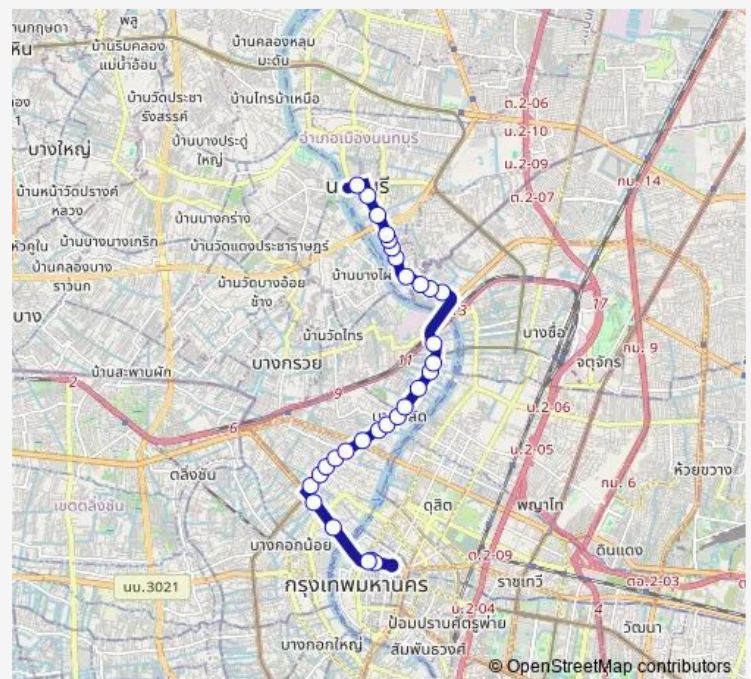 พลู
บ้านริมคลอง
แม่น้ำอ้อม
บ้านคลองหลุม
มะดัน
หิน
บ้านวัดประชา
รังสรรค์
บ้านไทรม้าเหนือ
ต.2-06
น.2-10
น.2-09
ต.2-07
อำเภอเมืองนนทบุรี
บางใหญ่
บ้านบางประดู่
ใหญ่
กม. 14
บ้านหน้าวัดปรางค์
หลวง
บ้านบางกร่าง
บ้านบางนางเกริก
บ้านวัดแดงประชาราษฎร์
บ้านคลองบาง
ราวนก
บ้านวัดบางอ้อย
ช้าง
บ้านบางไผ่
17
13
บาง
บ้านวัดไทร
บางซื่อ
กม. 9
จตุจักร
11
บางกรวย
บ้านสะพานผัก
2
9
6
น.2-06
น.2-05
ห้วยขวาง
ตลิ่งชัน
กม. 6
เขตตลิ่งชัน
ดุสิต
พญาไท
บางกอกน้อย
ดินแดง
ต.2-09
นบ.3021
กรุงเทพมหานคร
ราชเทวี
ตอ.2-03
น.2-04
4
ป้อมปราบศัตรูพ่าย
วัฒนา
บางกอกใหญ่
สัมพันธวงศ์
© OpenStreetMap contributors